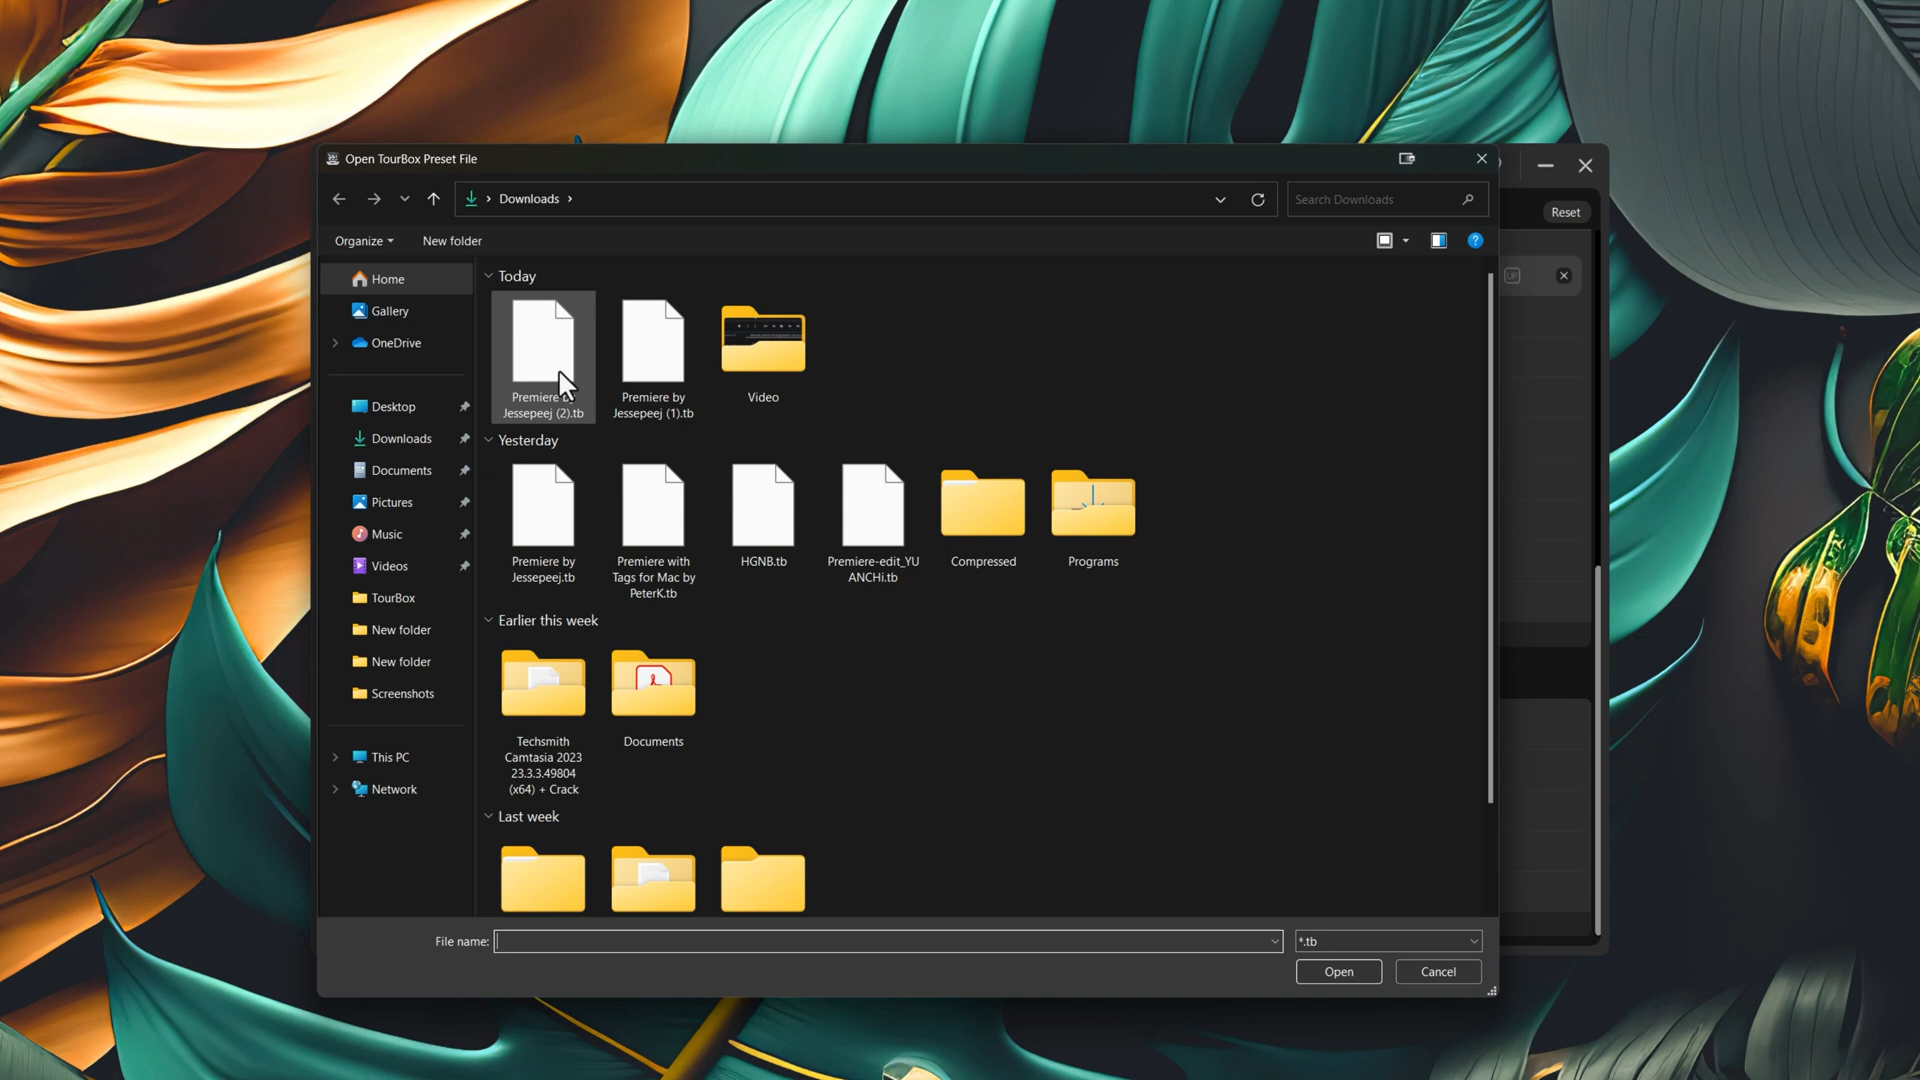 Open TourBox Preset File
Downloads
Search Downloads
Reset
Organize
New folder
UP
Home
Gallery
OneDrive
Desktop
Downloads
Documents
Pictures
Music
Videos
TourBox
New folder
New folder
Screenshots
This PC
Network
Today
Premiere by
Jessepeej (2).tb
Premiere by
Jessepeej (1).tb
Video
Yesterday
Premiere by
Jessepeej.tb
Premiere with
Tags for Mac by
PeterK.tb
HGNB.tb
Premiere-edit_YU
ANCHi.tb
Compressed
Programs
Earlier this week
Techsmith
Camtasia 2023
23.3.3.49804
(x64) + Crack
Documents
Last week
File name:
*.tb
Open
Cancel